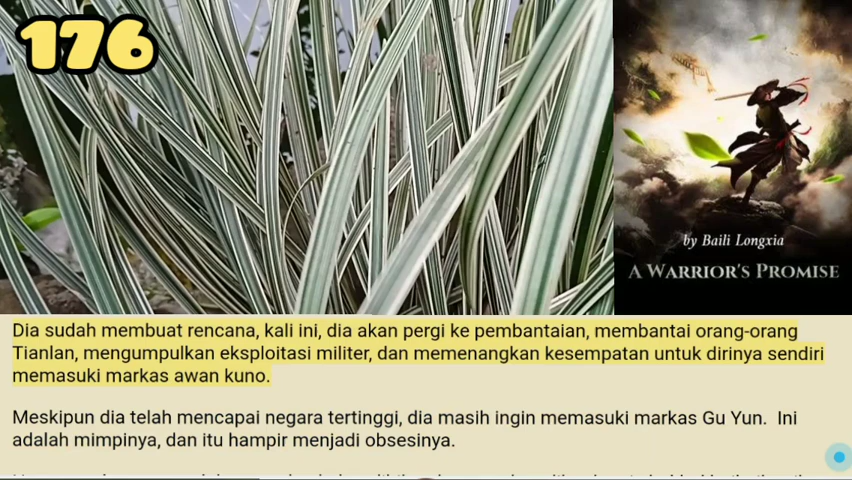 176
by Baili Longxia
A WARRIOR'S PROMISE
Dia sudah membuat rencana, kali ini, dia akan pergi ke pembantaian, membantai orang-orang
Tianlan, mengumpulkan eksploitasi militer, dan memenangkan kesempatan untuk dirinya sendiri
memasuki markas awan kuno.
Meskipun dia telah mencapai negara tertinggi, dia masih ingin memasuki markas Gu Yun.  Ini
adalah mimpinya, dan itu hampir menjadi obsesinya.